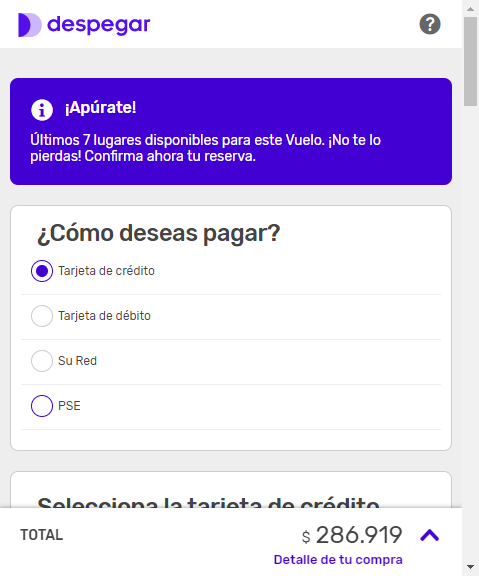 despegar
?
¡Apúrate!
Últimos 7 lugares disponibles para este Vuelo. ¡No te lo
pierdas! Confirma ahora tu reserva.
¿Cómo deseas pagar?
Tarjeta de crédito
Tarjeta de débito
Su Red
PSE
Selecciona la tarjeta de crédito
TOTAL
$ 286.919
Detalle de tu compra